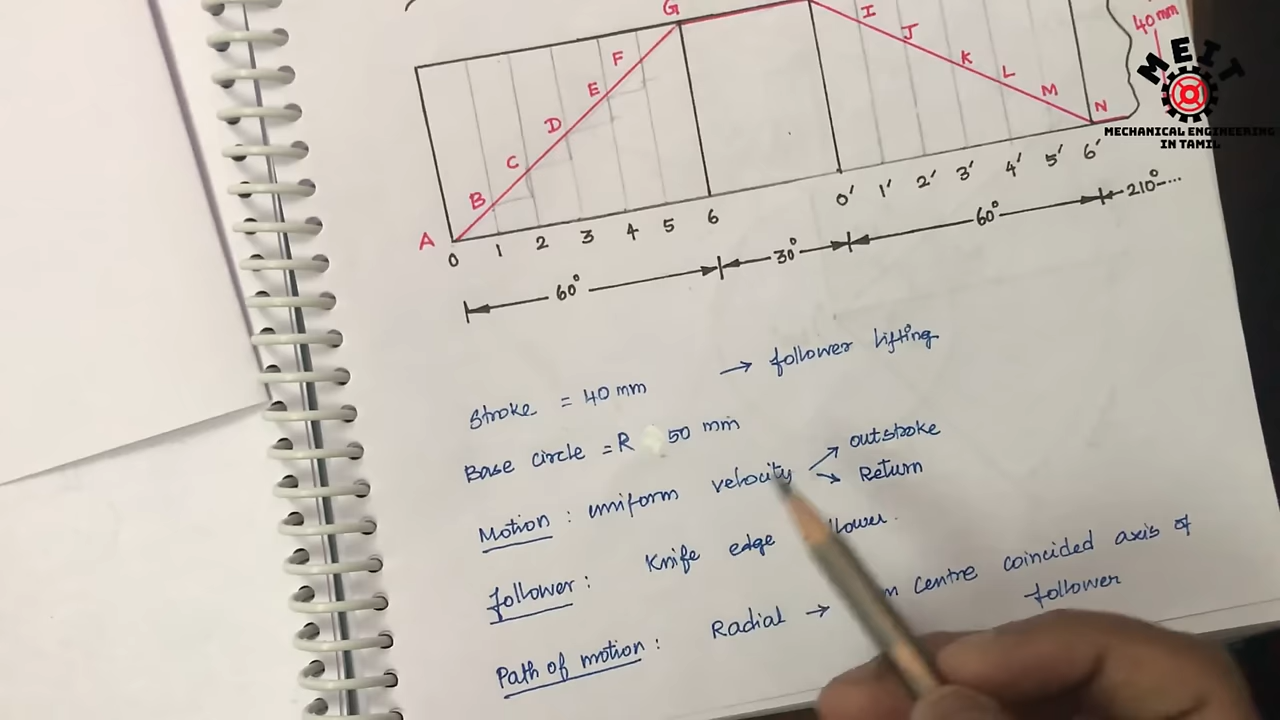 G
I
F
J
40 mm
E
K
L
D
M
N
C
B
A
MEIT
MECHANICAL ENGINEERING
IN TAMIL
0 1 2 3 4 5 6 0' 1' 2' 3' 4' 5' 6'
60° 30° 60° 210°-...
stroke = 40 mm → follower lifting
Base circle = R 50 mm
Motion : uniform velocity → outstroke
→ Return
follower : Knife edge
Path of motion : Radial → centre coincided axis of
follower